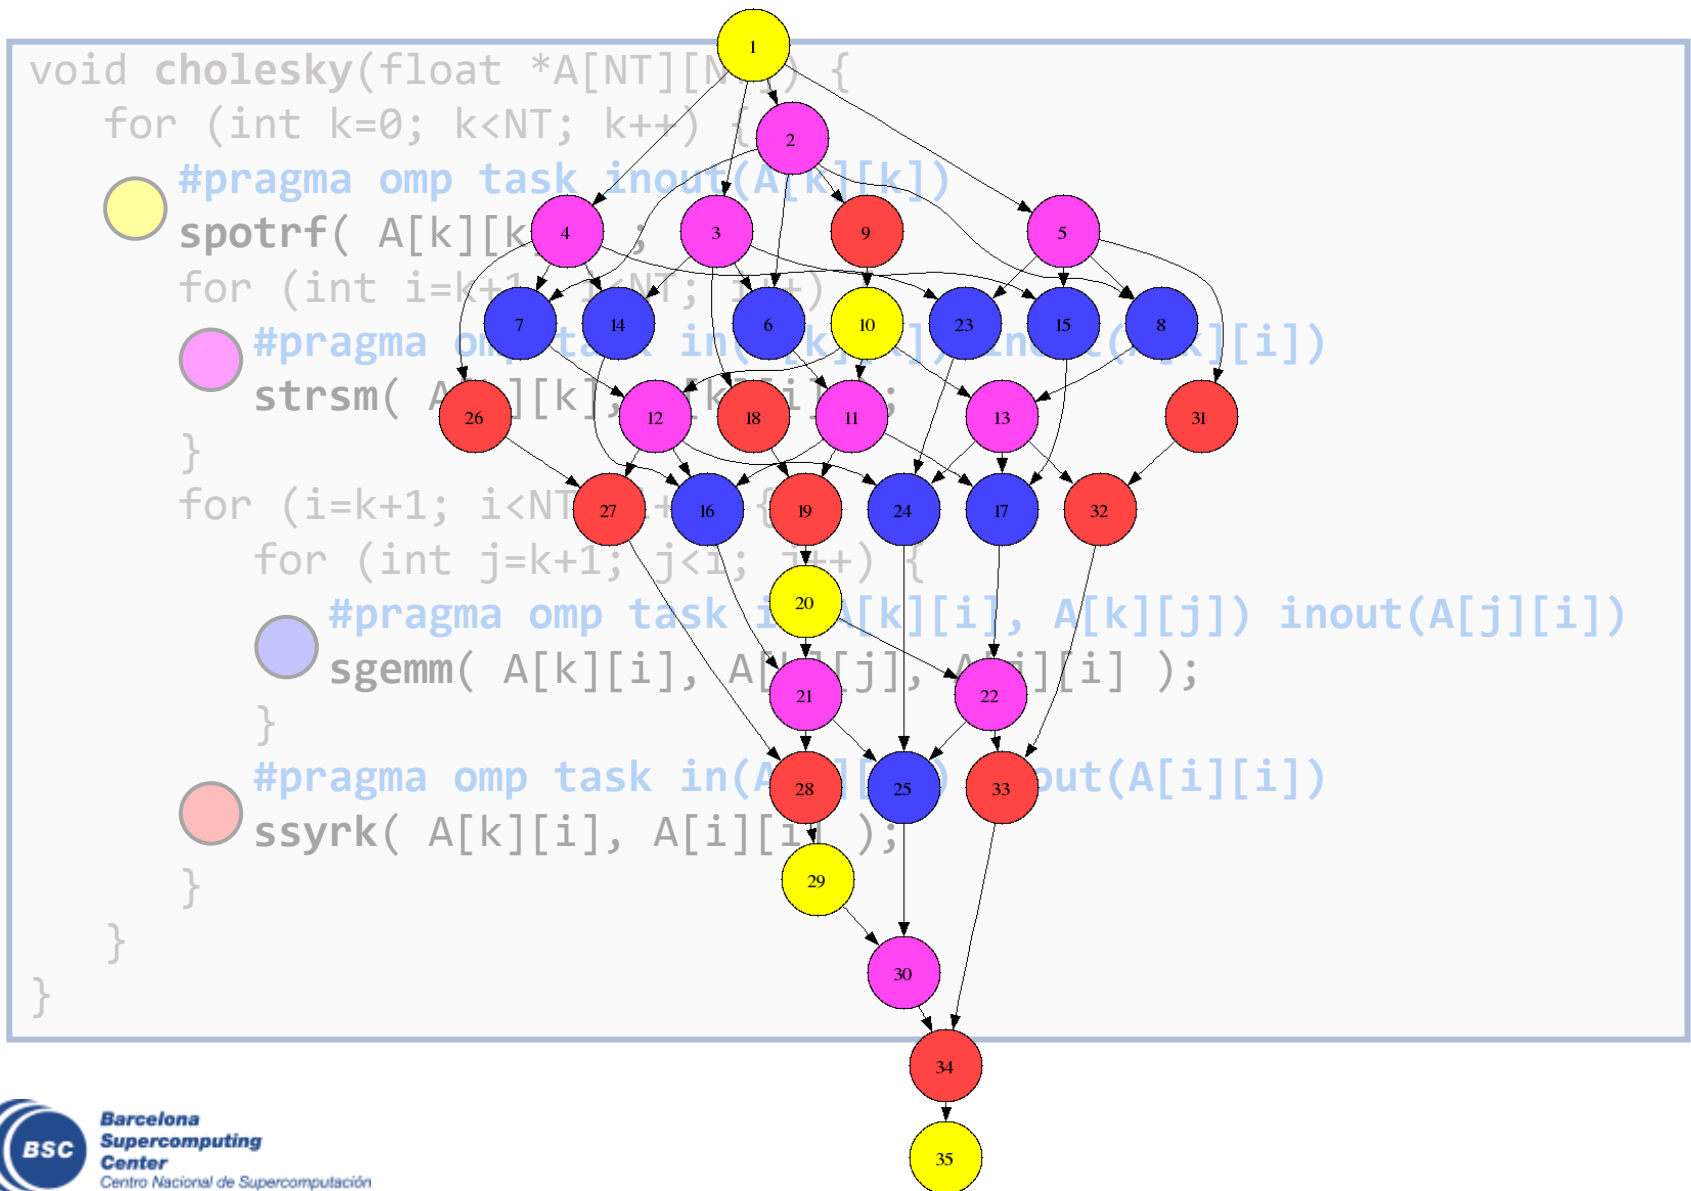 1
void cholesky(float *A[NT][N ) {
2
for (int k=0; k<NT; k++) {
#pragma omp task inout(A[k][k])
4
3
9
5
spotrf( A[k][k ;
for (int i=k+1; i<NT; i++)
7
14
6
10
23
15
8
#pragma omp task in(A[k][k]) inout(A[k][i])
strsm( A[k][k], A[k][i] );
26
12
18
11
13
31
}
for (i=k+1; i<NT; i++) {
27
16
19
24
17
32
for (int j=k+1; j<i; j++) {
20
#pragma omp task in(A[k][i], A[k][j]) inout(A[j][i])
sgemm( A[k][i], A[k][j], A[j][i] );
21
22
}
#pragma omp task in(A[k][i]) inout(A[i][i])
28
25
33
ssyrk( A[k][i], A[i][i] );
29
}
}
30
}
34
35
BSC
Barcelona
Supercomputing
Center
Centro Nacional de Supercomputación